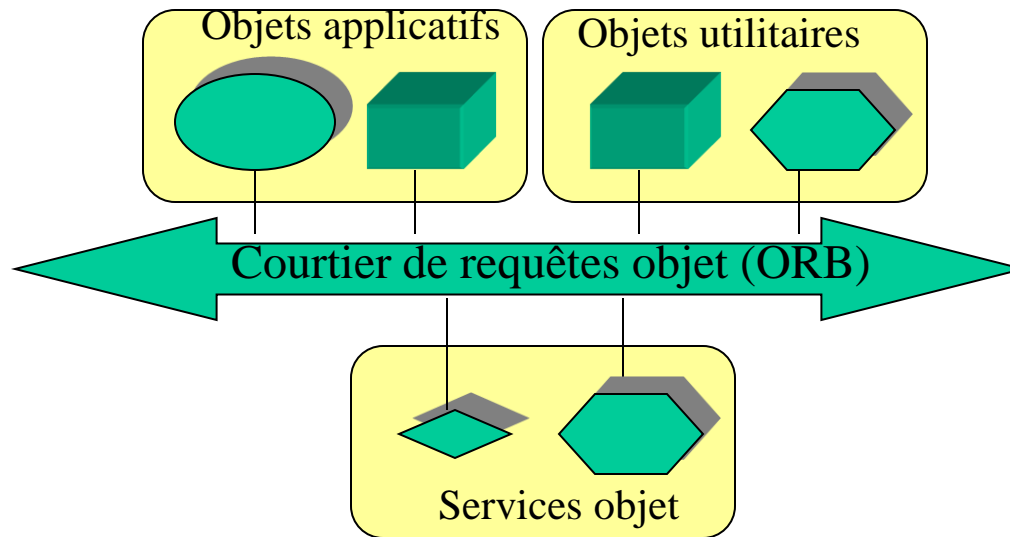 Objets applicatifs
Objets utilitaires
Courtier de requêtes objet (ORB)
Services objet